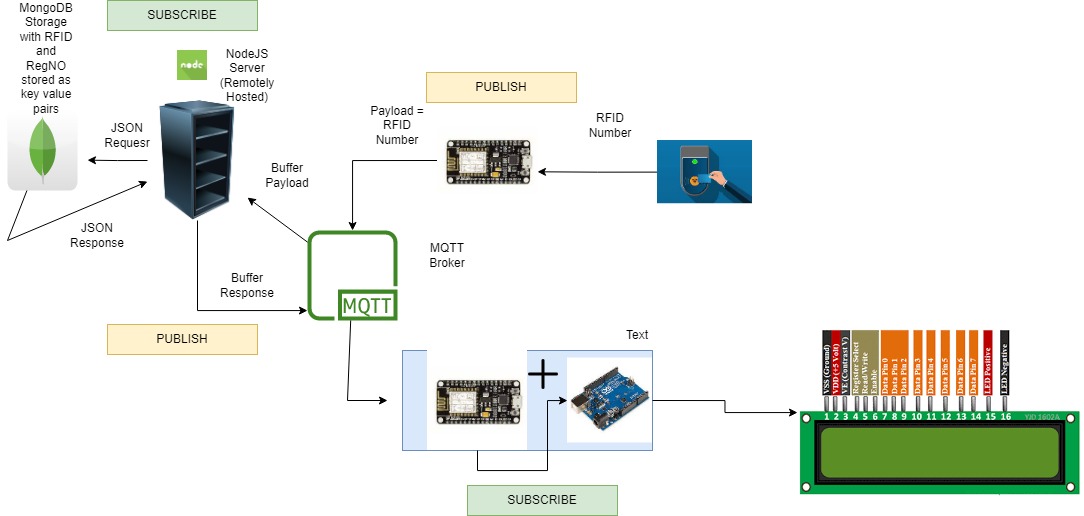 MongoDB
Storage
with RFID
and
RegNO
stored as
key value
pairs
SUBSCRIBE
node
NodeJS
Server
(Remotely
Hosted)
PUBLISH
Payload =
RFID
Number
RFID
Number
JSON
Requesr
Buffer
Payload
JSON
Response
MQTT
Broker
Buffer
Response
MQTT
PUBLISH
Text
SUBSCRIBE
VSS (Ground)
VDD (+5 Volt)
VE (Contrast V)
Register Select
Read/Write
Enable
Data Pin 0
Data Pin 1
Data Pin 2
Data Pin 3
Data Pin 4
Data Pin 5
Data Pin 6
Data Pin 7
LED Positive
LED Negative
1 2 3 4 5 6 7 8 9 10 11 12 13 14 15 16
YJD 1602A